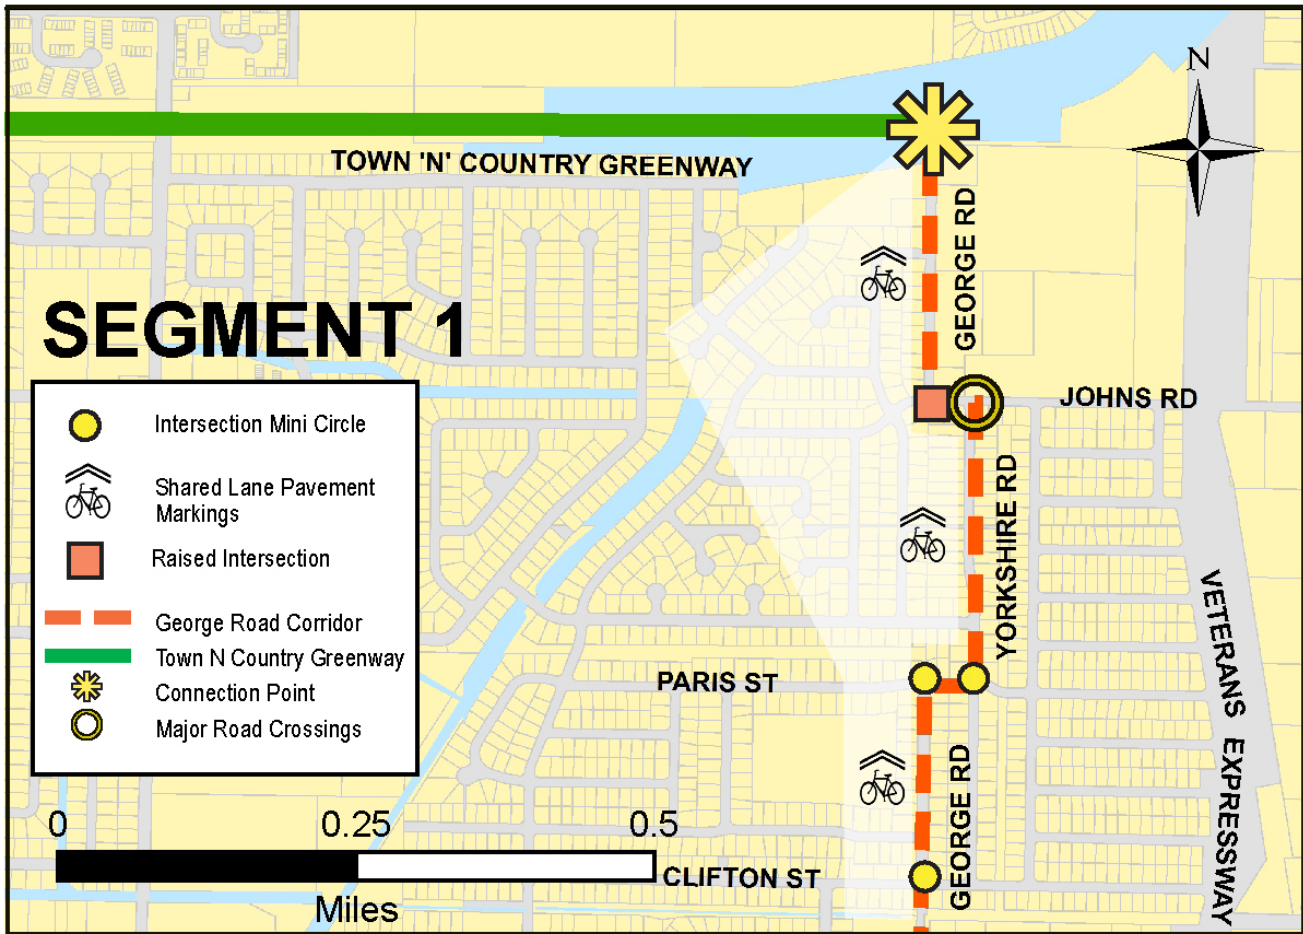 N
TOWN 'N' COUNTRY GREENWAY
GEORGE RD
SEGMENT 1
JOHNS RD
Intersection Mini Circle
Shared Lane Pavement
Markings
Raised Intersection
George Road Corridor
Town N Country Greenway
Connection Point
Major Road Crossings
YORKSHIRE RD
VETERANS EXPRESSWAY
PARIS ST
GEORGE RD
0 0.25 0.5
Miles
CLIFTON ST